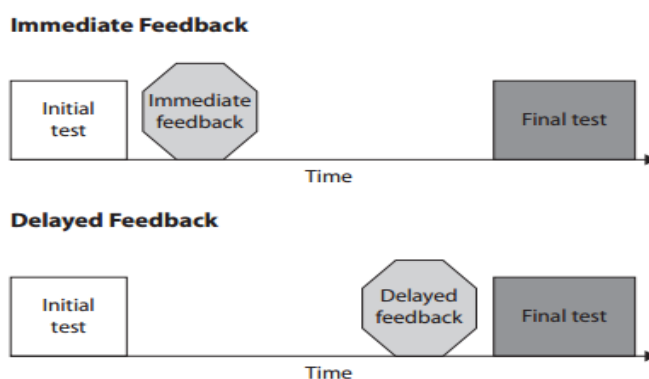 Immediate Feedback
Initial
test
Immediate
feedback
Final test
Time
Delayed Feedback
Initial
test
Delayed
feedback
Final test
Time